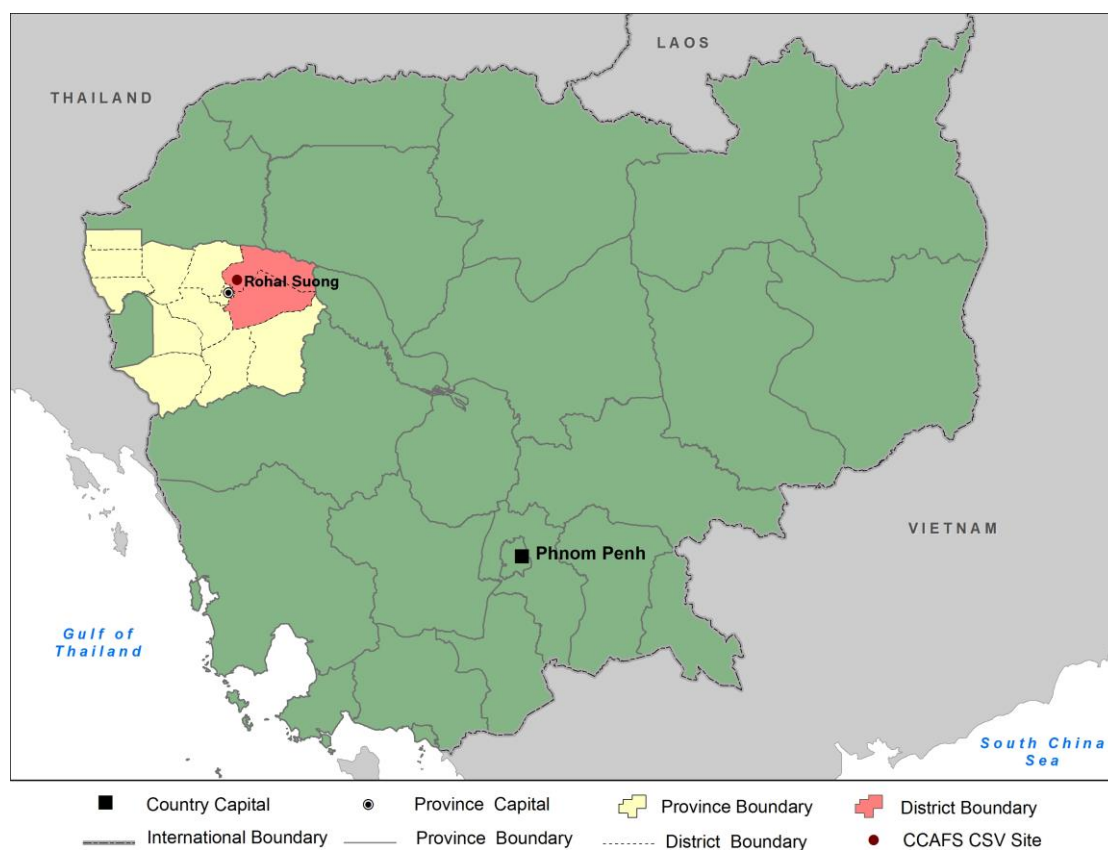 LAOS
THAILAND
Rohal Suong
Phnom Penh
VIETNAM
Gulf of
Thailand
South China
Sea
Country Capital
Province Capital
Province Boundary
District Boundary
International Boundary
Province Boundary
District Boundary
CCAFS CSV Site